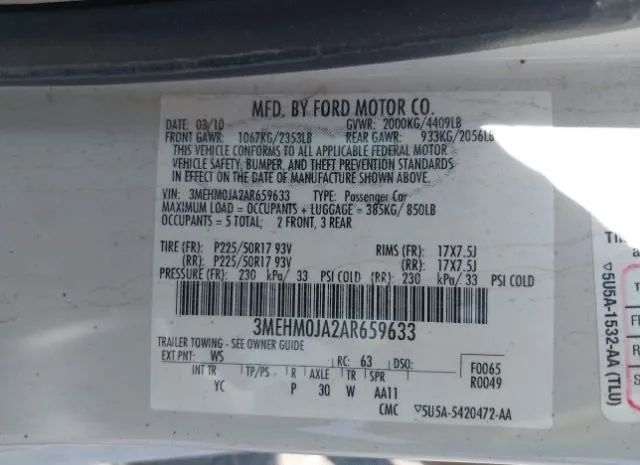 MFD. BY FORD MOTOR CO.
DATE: 03/10 GVWR: 2000KG/4409LB
FRONT GAWR: 1067KG/2353LB REAR GAWR: 933KG/2056LB
THIS VEHICLE CONFORMS TO ALL APPLICABLE FEDERAL MOTOR
VEHICLE SAFETY, BUMPER, AND THEFT PREVENTION STANDARDS
IN EFFECT ON THE DATE OF MANUFACTURE SHOWN ABOVE.
VIN: 3MEHM0JA2AR659633 TYPE: Passenger Car
MAXIMUM LOAD = OCCUPANTS + LUGGAGE = 385KG/ 850LB
OCCUPANTS = 5 TOTAL; 2 FRONT, 3 REAR
TIRE (FR): P225/50R17 93V RIMS (FR): 17X7.5J
(RR): P225/50R17 93V (RR): 17X7.5J
PRESSURE (FR): 230 kPa/ 33 PSI COLD (RR): 230 kPa/ 33 PSI COLD
3MEHM0JA2AR659633
TRAILER TOWING - SEE OWNER GUIDE
EXT PNT: WS RC: 63 DSO: F0065
INT TR TP/PS R AXLE TR SPR R0049
YC P 30 W AA11
CMC ▽5U5A-5420472-AA
▽5U5A-1532-AA (TLU)